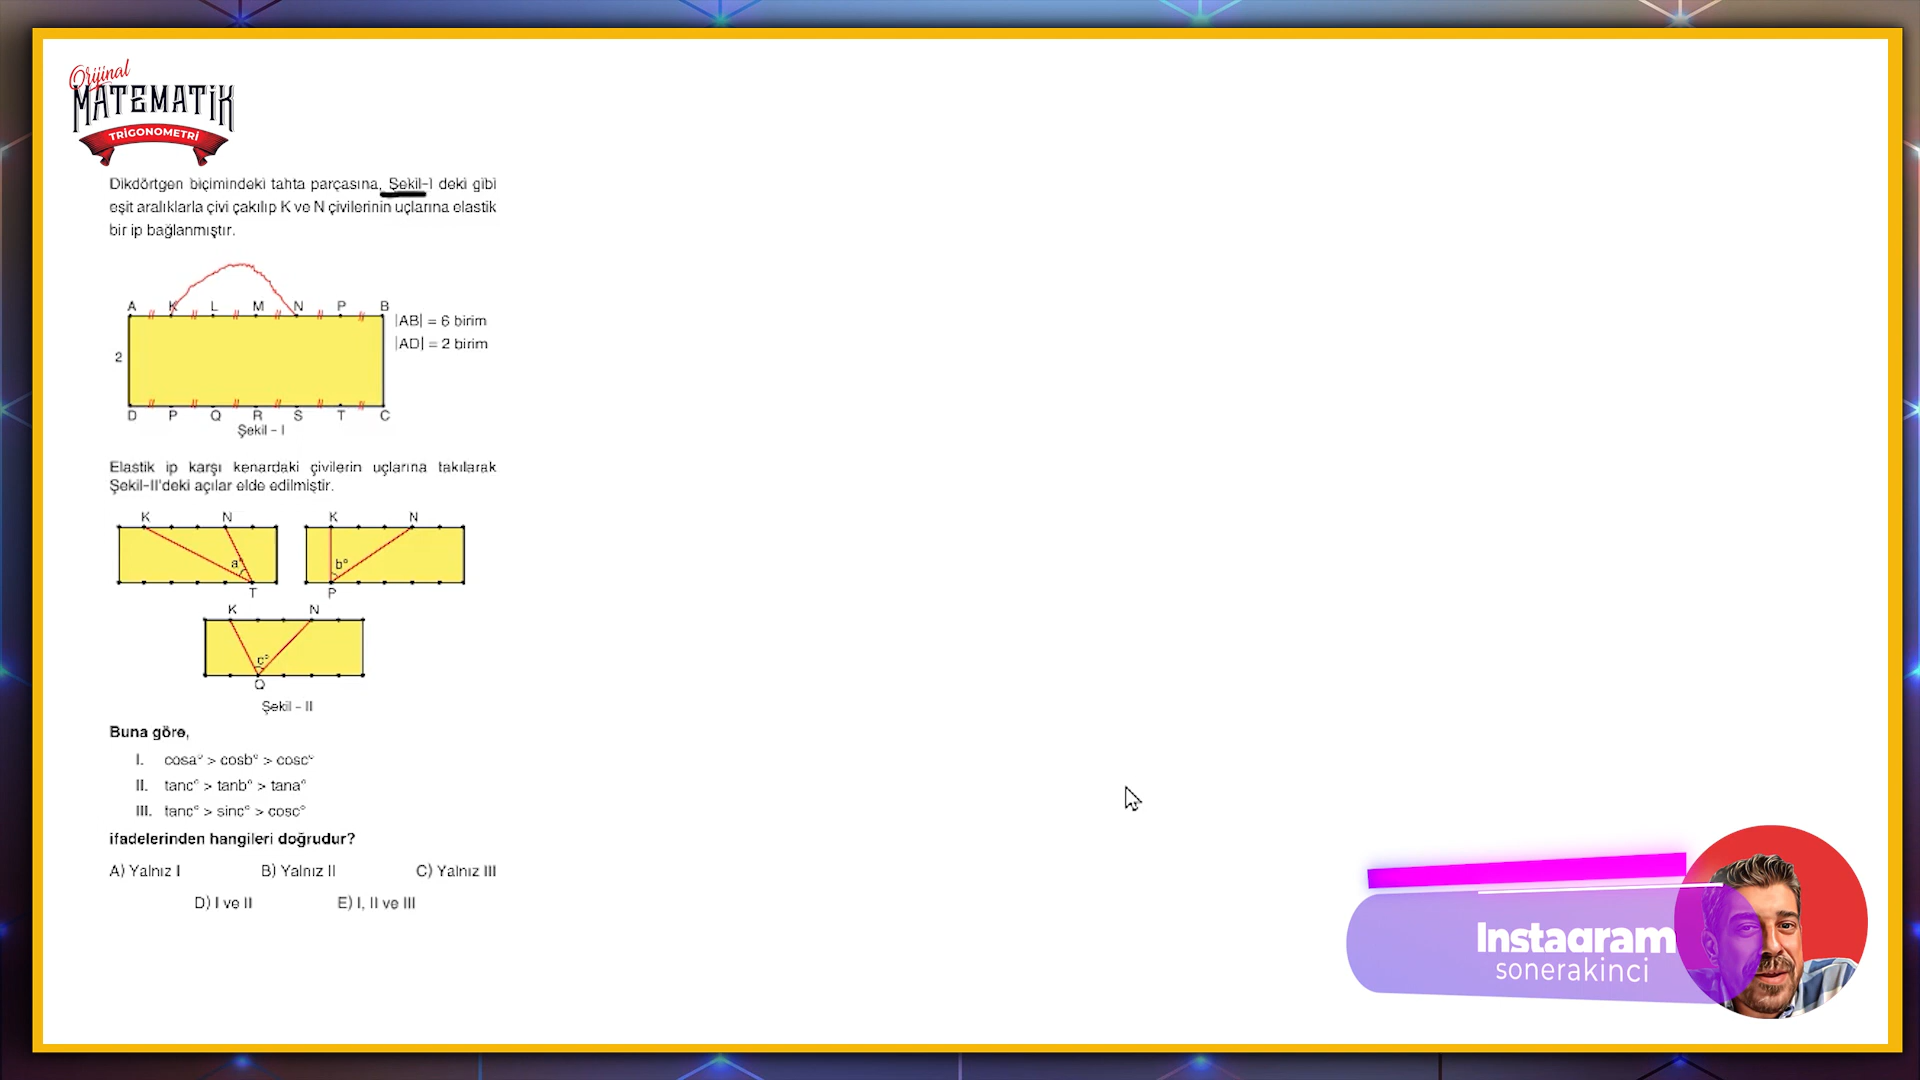 Orijinal
MATEMATİK
TRİGONOMETRİ
Dikdörtgen biçimindeki tahta parçasına, Şekil-I deki gibi
eşit aralıklarla çivi çakılıp K ve N çivilerinin uçlarına elastik
bir ip bağlanmıştır.
A K L M N P B
|AB| = 6 birim
|AD| = 2 birim
2
D P Q R S T C
Şekil - I
Elastik ip karşı kenardaki çivilerin uçlarına takılarak
Şekil-II'deki açılar elde edilmiştir.
K N K N
a° b°
T P
K N
c°
Q
Şekil - II
Buna göre,
I. cosa° > cosb° > cosc°
II. tanc° > tanb° > tana°
III. tanc° > sinc° > cosc°
ifadelerinden hangileri doğrudur?
A) Yalnız I B) Yalnız II C) Yalnız III
D) I ve II E) I, II ve III
Instagram
sonerakinci